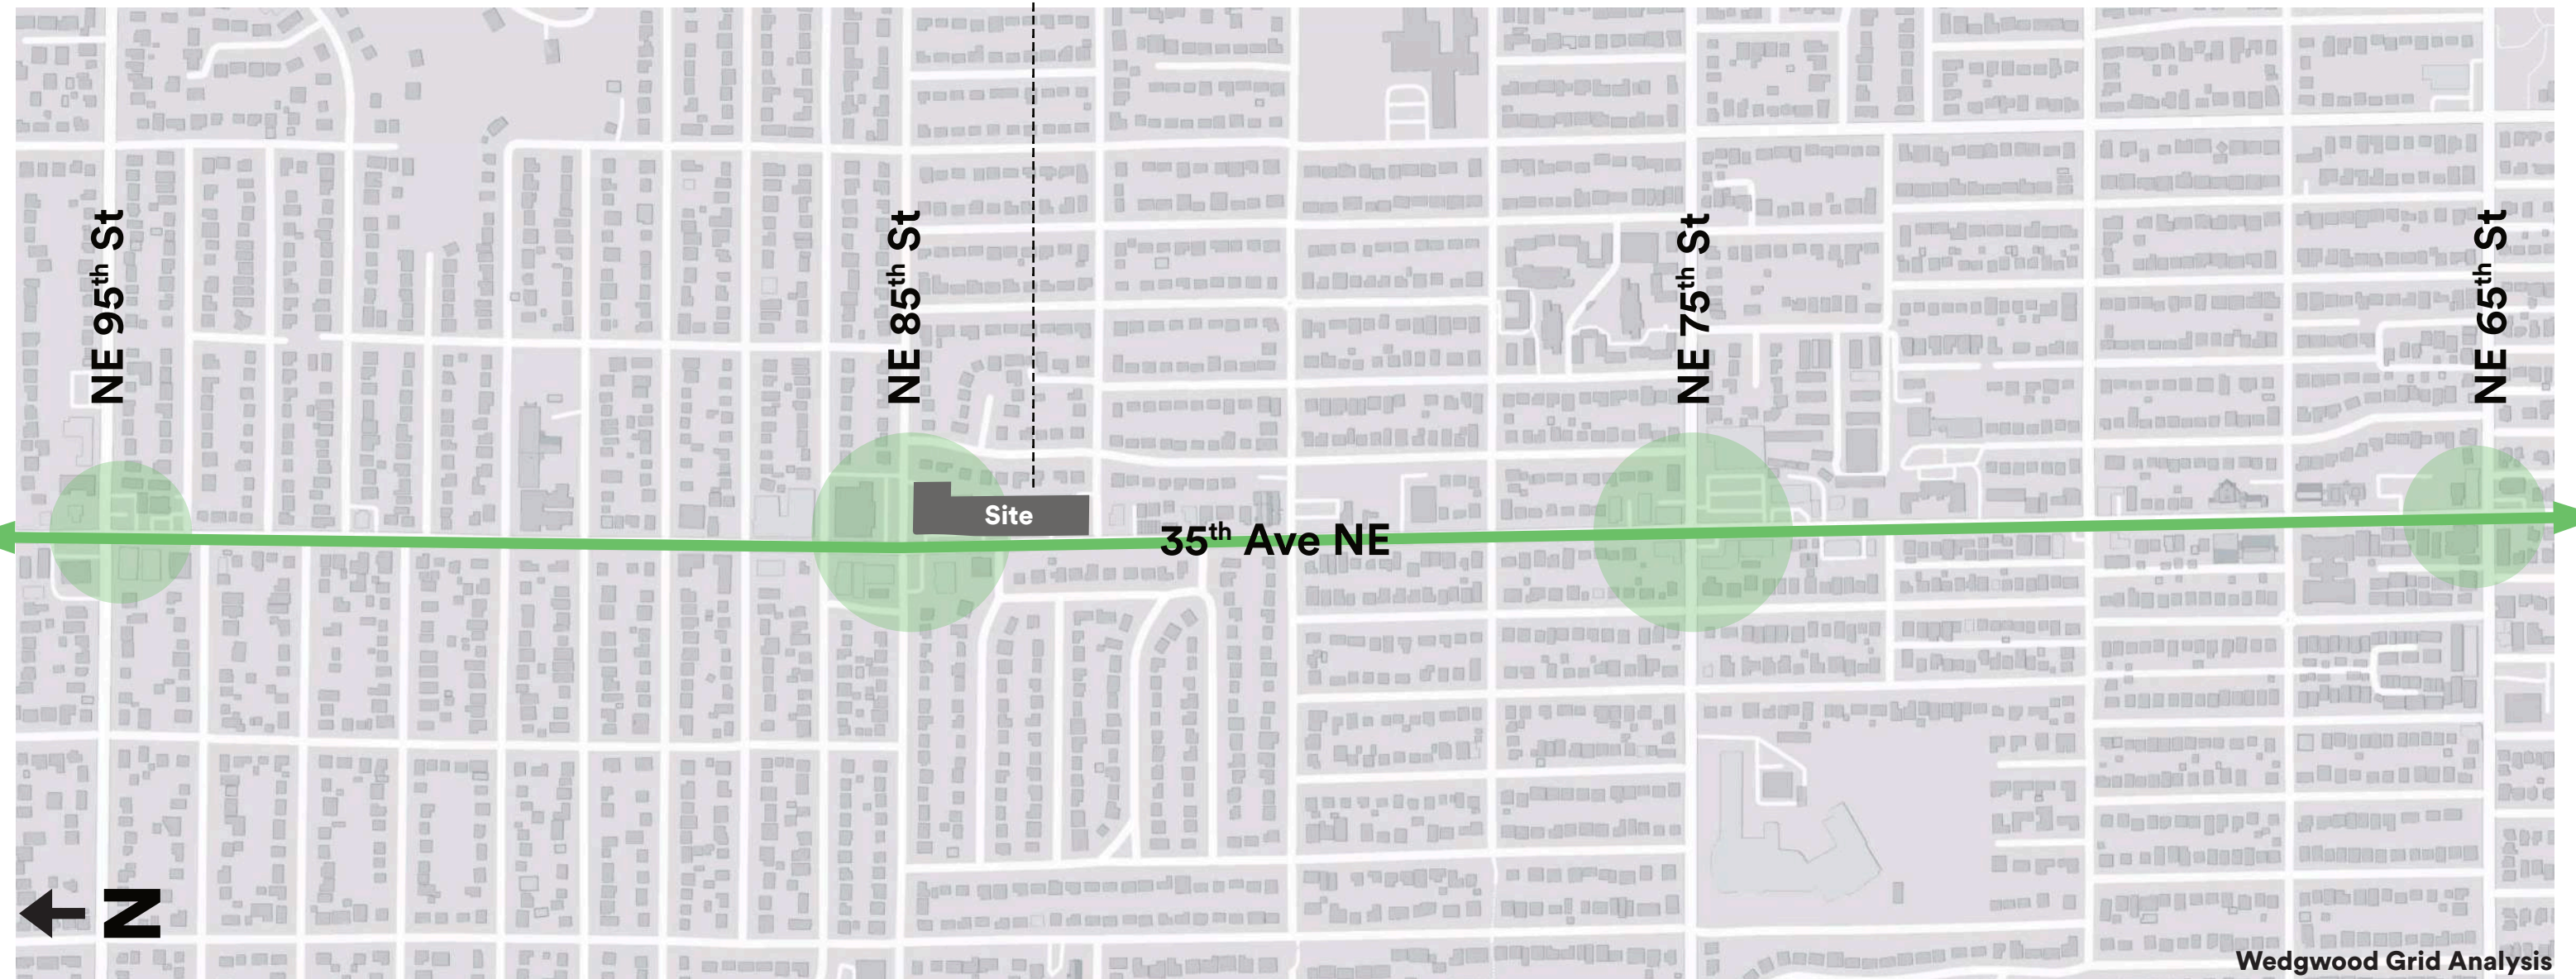 NE 95th St
NE 85th St
NE 75th St
NE 65th St
Site
35th Ave NE
N
Wedgwood Grid Analysis